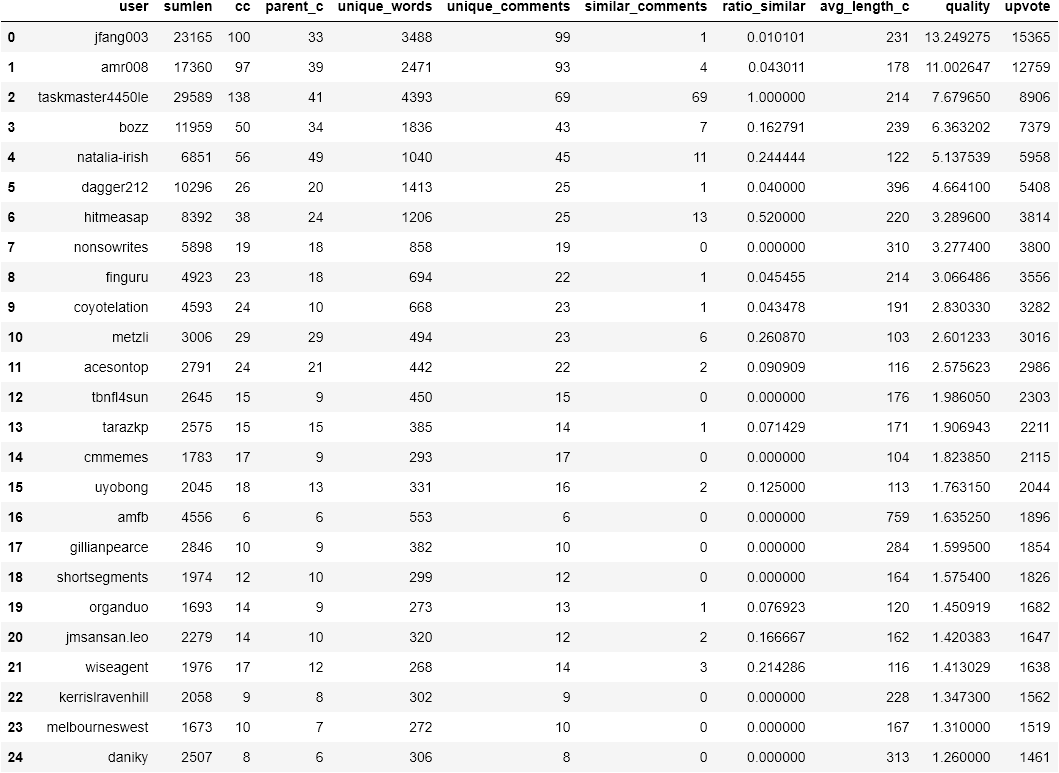 user sumlen cc parent_c unique_words unique_comments similar_comments ratio_similar avg_length_c quality upvote
0 jfang003 23165 100 33 3488 99 1 0.010101 231 13.249275 15365
1 amr008 17360 97 39 2471 93 4 0.043011 178 11.002647 12759
2 taskmaster4450le 29589 138 41 4393 69 69 1.000000 214 7.679650 8906
3 bozz 11959 50 34 1836 43 7 0.162791 239 6.363202 7379
4 natalia-irish 6851 56 49 1040 45 11 0.244444 122 5.137539 5958
5 dagger212 10296 26 20 1413 25 1 0.040000 396 4.664100 5408
6 hitmeasap 8392 38 24 1206 25 13 0.520000 220 3.289600 3814
7 nonsowrites 5898 19 18 858 19 0 0.000000 310 3.277400 3800
8 finguru 4923 23 18 694 22 1 0.045455 214 3.066486 3556
9 coyotelation 4593 24 10 668 23 1 0.043478 191 2.830330 3282
10 metzli 3006 29 29 494 23 6 0.260870 103 2.601233 3016
11 acesontop 2791 24 21 442 22 2 0.090909 116 2.575623 2986
12 tbnfl4sun 2645 15 9 450 15 0 0.000000 176 1.986050 2303
13 tarazkp 2575 15 15 385 14 1 0.071429 171 1.906943 2211
14 cmmemes 1783 17 9 293 17 0 0.000000 104 1.823850 2115
15 uyobong 2045 18 13 331 16 2 0.125000 113 1.763150 2044
16 amfb 4556 6 6 553 6 0 0.000000 759 1.635250 1896
17 gillianpearce 2846 10 9 382 10 0 0.000000 284 1.599500 1854
18 shortsegments 1974 12 10 299 12 0 0.000000 164 1.575400 1826
19 organduo 1693 14 9 273 13 1 0.076923 120 1.450919 1682
20 jmsansan.leo 2279 14 10 320 12 2 0.166667 162 1.420383 1647
21 wiseagent 1976 17 12 268 14 3 0.214286 116 1.413029 1638
22 kerrislravenhill 2058 9 8 302 9 0 0.000000 228 1.347300 1562
23 melbourneswest 1673 10 7 272 10 0 0.000000 167 1.310000 1519
24 daniky 2507 8 6 306 8 0 0.000000 313 1.260000 1461